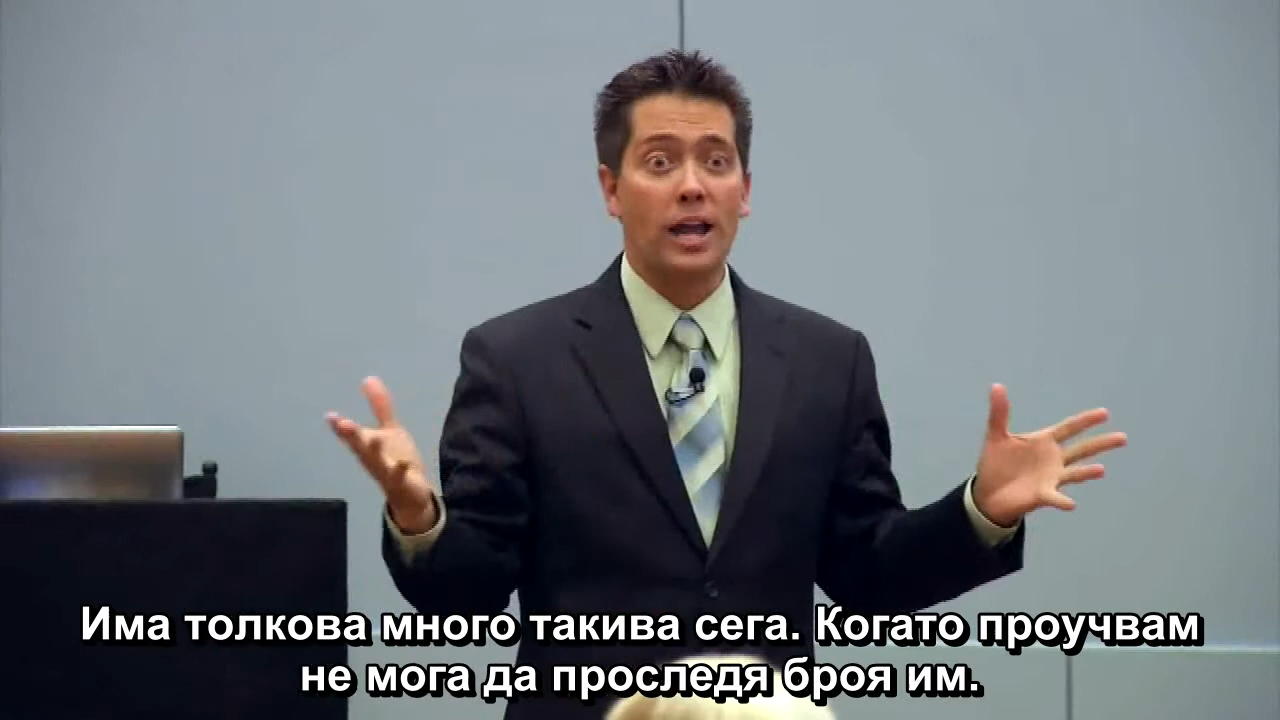 Има толкова много такива сега. Когато проучвам
не мога да проследя броя им.